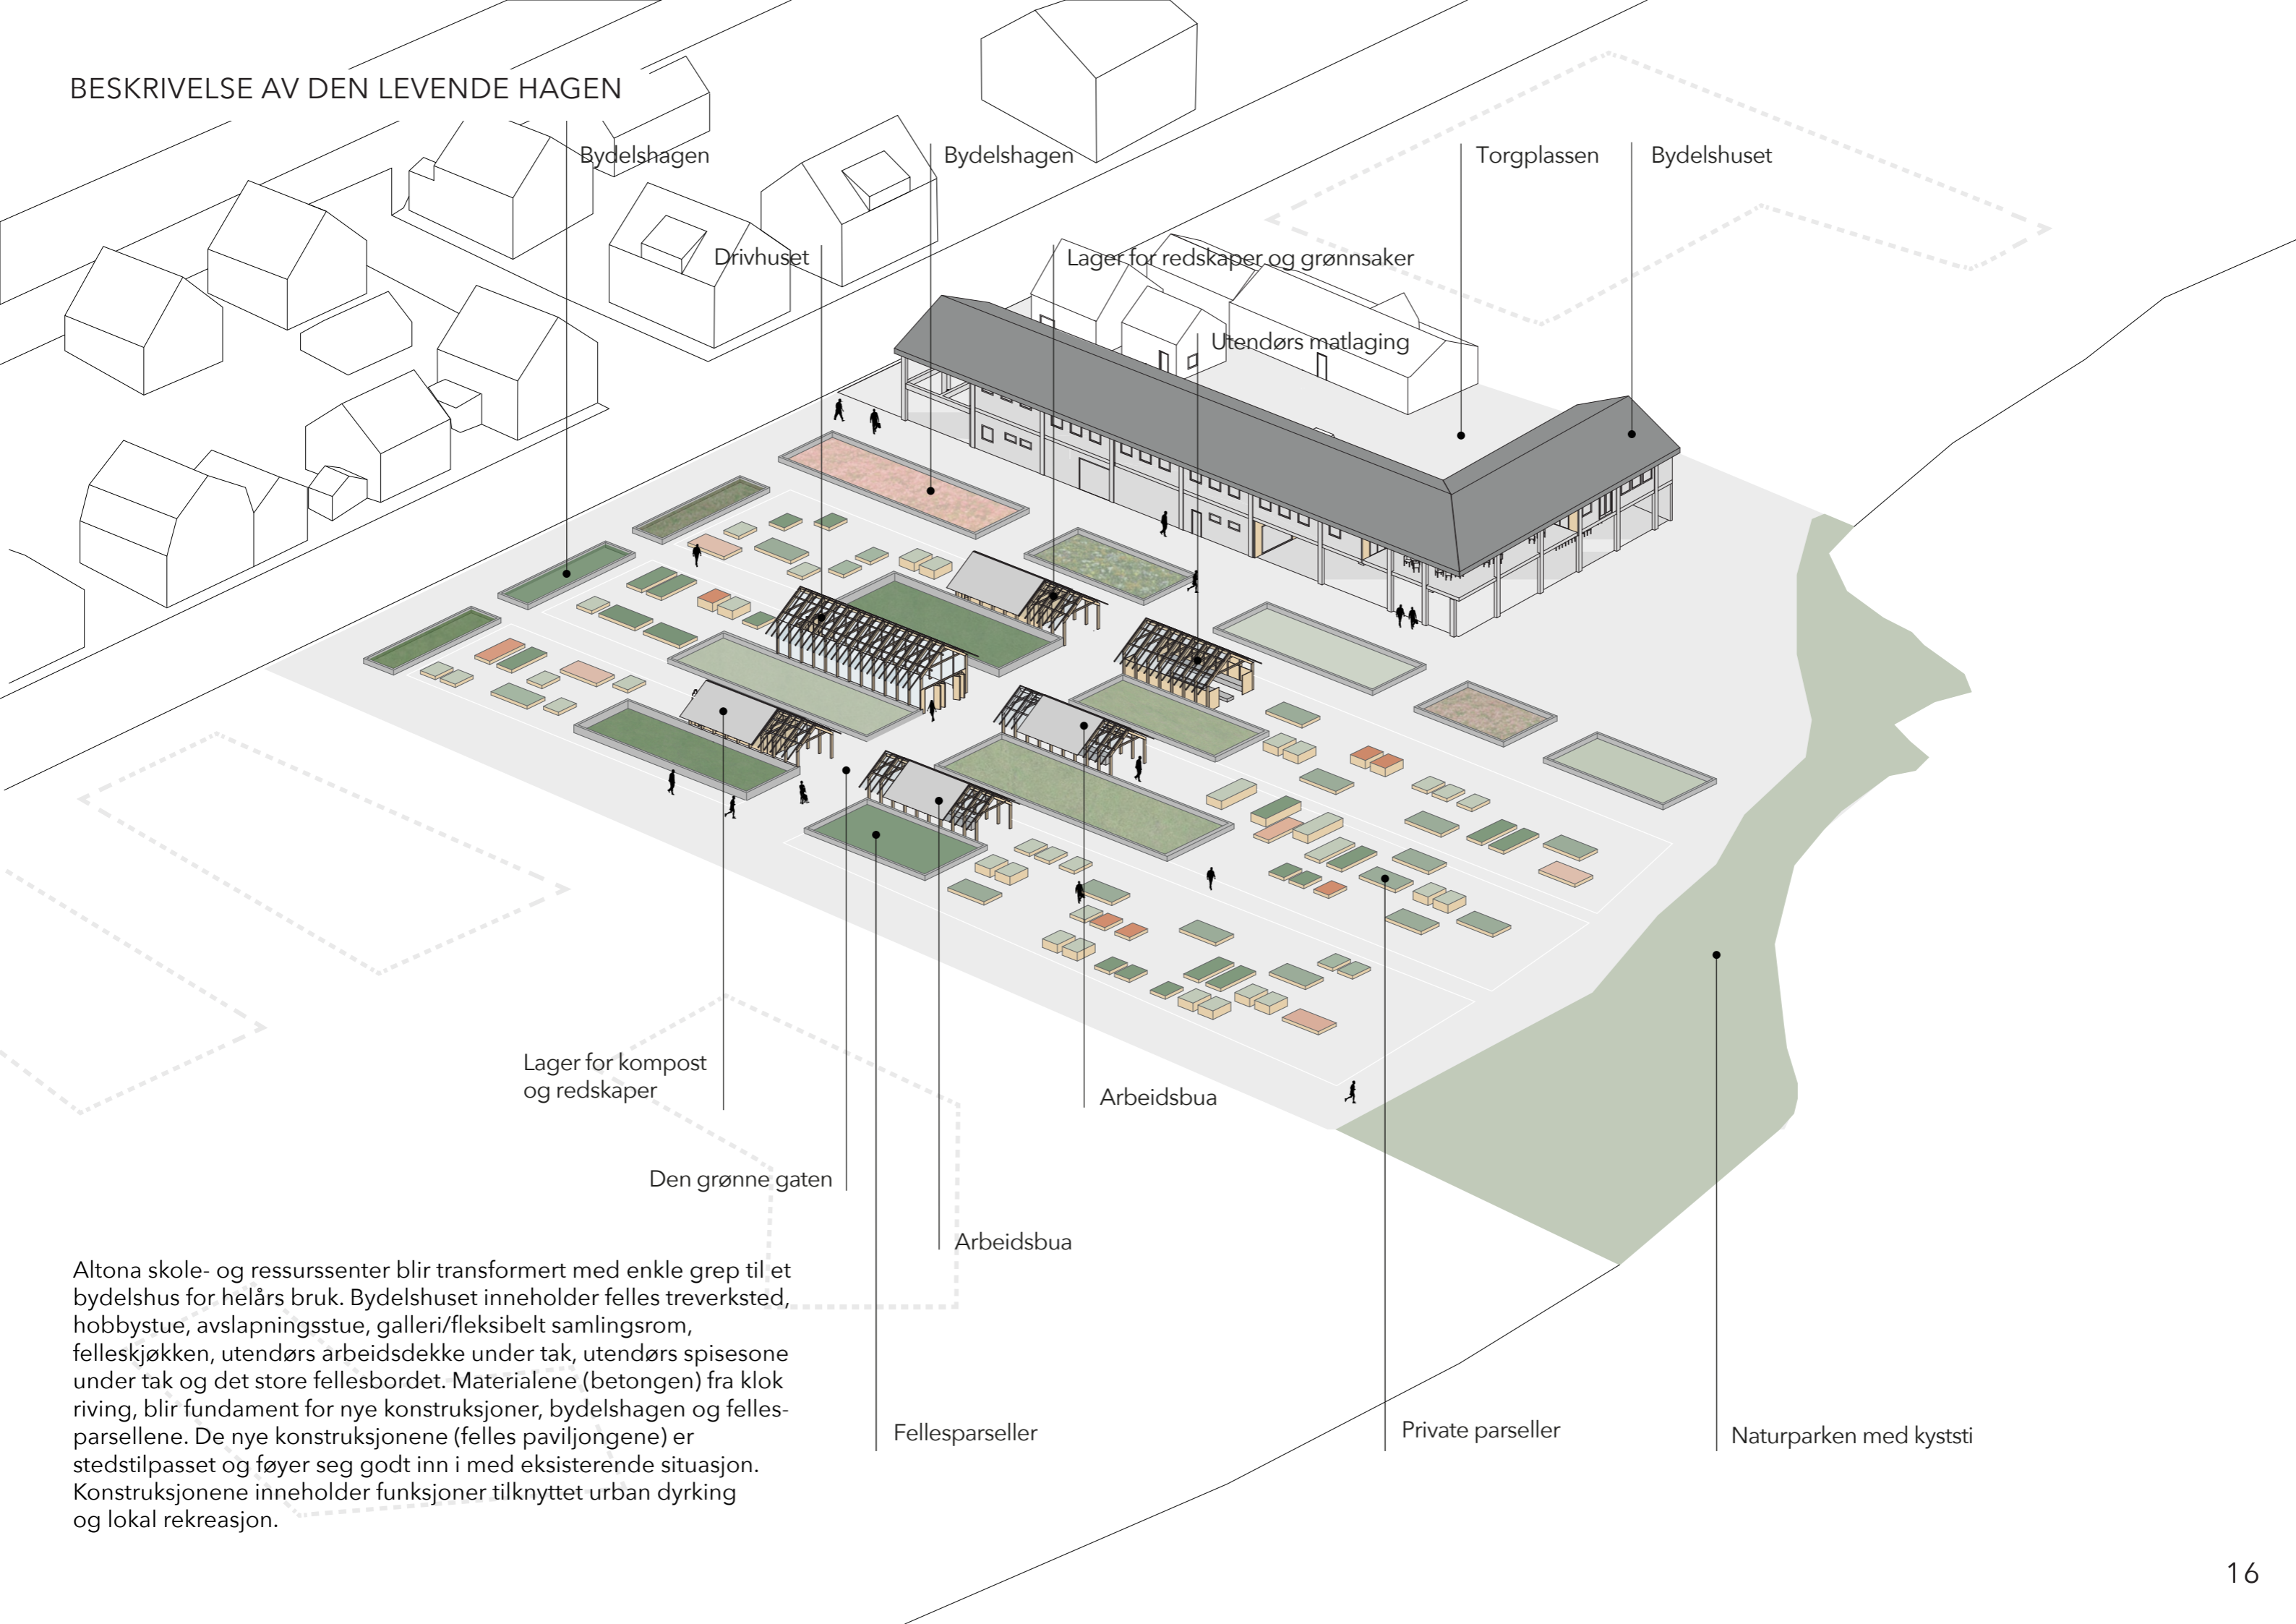 BESKRIVELSE AV DEN LEVENDE HAGEN
Bydelshagen
Bydelshagen
Torgplassen
Bydelshuset
Drivhuset
Lager for redskaper og grønnsaker
Utendørs matlaging
Lager for kompost
og redskaper
Arbeidsbua
Den grønne gaten
Arbeidsbua
Altona skole- og ressurssenter blir transformert med enkle grep til et
bydelshus for helårs bruk. Bydelshuset inneholder felles treverksted,
hobbystue, avslapningsstue, galleri/fleksibelt samlingsrom,
felleskjøkken, utendørs arbeidsdekke under tak, utendørs spisesone
under tak og det store fellesbordet. Materialene (betongen) fra klok
riving, blir fundament for nye konstruksjoner, bydelshagen og felles-
parsellene. De nye konstruksjonene (felles paviljongene) er
stedstilpasset og føyer seg godt inn i med eksisterende situasjon.
Konstruksjonene inneholder funksjoner tilknyttet urban dyrking
og lokal rekreasjon.
Fellesparseller
Private parseller
Naturparken med kyststi
16